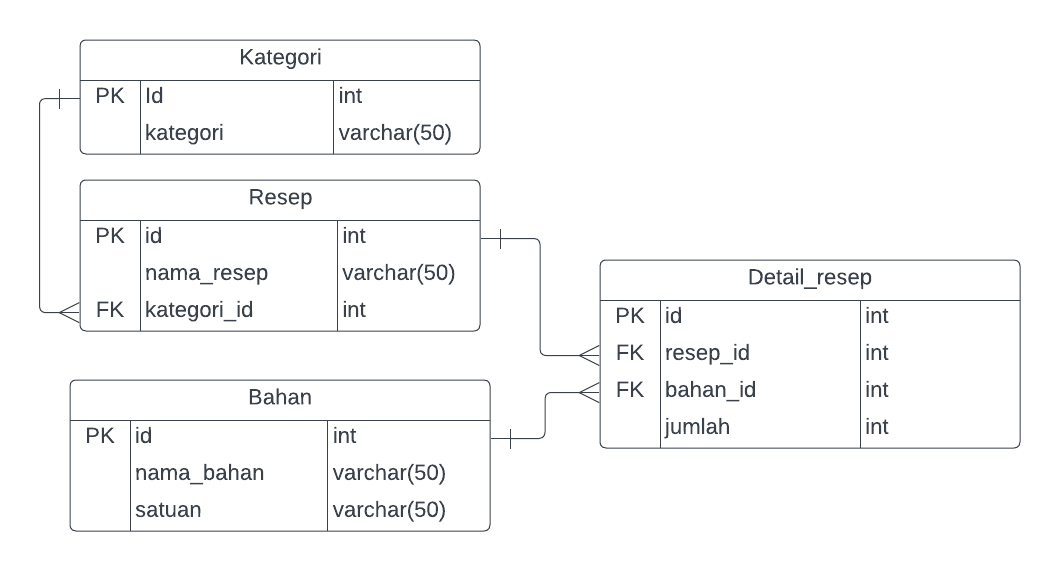 Kategori
PK Id int
kategori varchar(50)
Resep
PK id int
nama_resep varchar(50)
FK kategori_id int
Bahan
PK id int
nama_bahan varchar(50)
satuan varchar(50)
Detail_resep
PK id int
FK resep_id int
FK bahan_id int
jumlah int